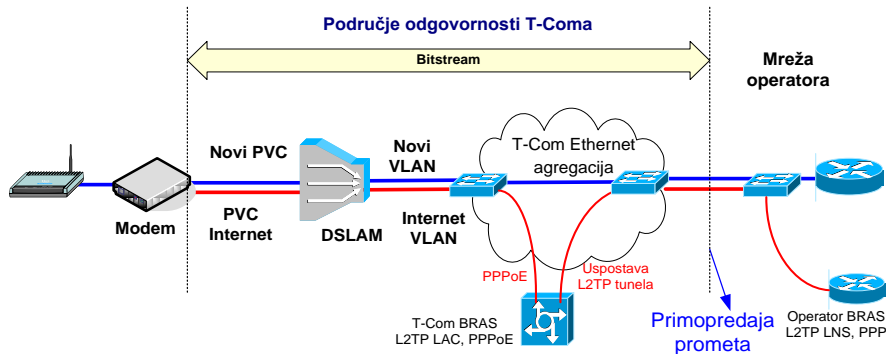 Područje odgovornosti T-Coma
Bitstream
Mreža
operatora
Novi PVC
Novi
VLAN
T-Com Ethernet
agregacija
PVC
Internet
Internet
VLAN
Modem
DSLAM
PPPoE
Uspostava
L2TP tunela
T-Com BRAS
L2TP LAC, PPPoE
Primopredaja
prometa
Operator BRAS
L2TP LNS, PPP